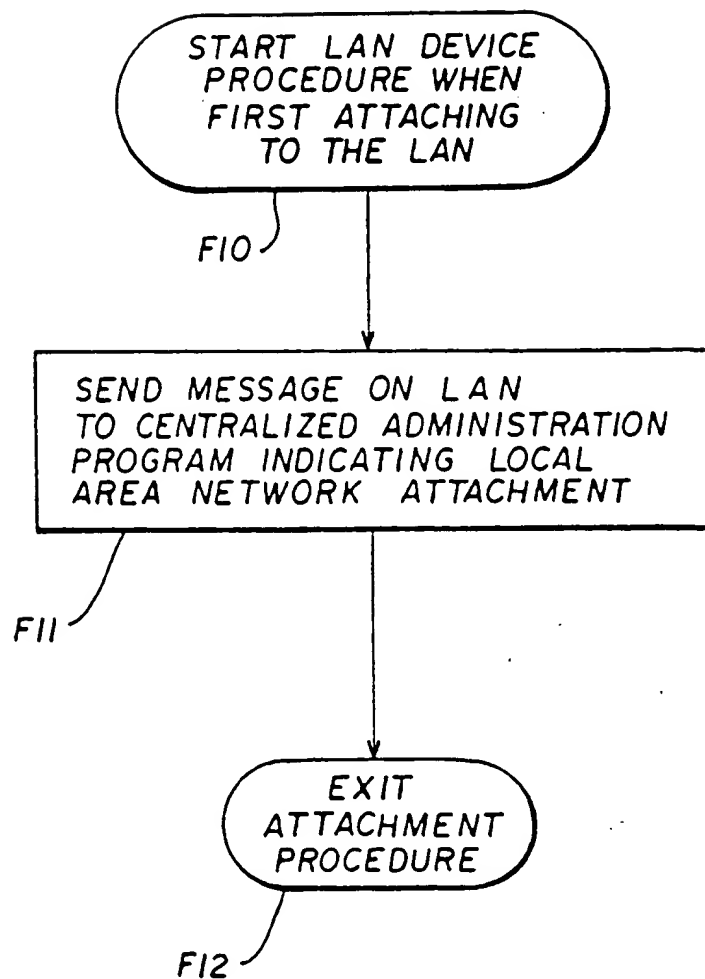 START LAN DEVICE
PROCEDURE WHEN
FIRST ATTACHING
TO THE LAN
F10
SEND MESSAGE ON LAN
TO CENTRALIZED ADMINISTRATION
PROGRAM INDICATING LOCAL
AREA NETWORK ATTACHMENT
F11
EXIT
ATTACHMENT
PROCEDURE
F12